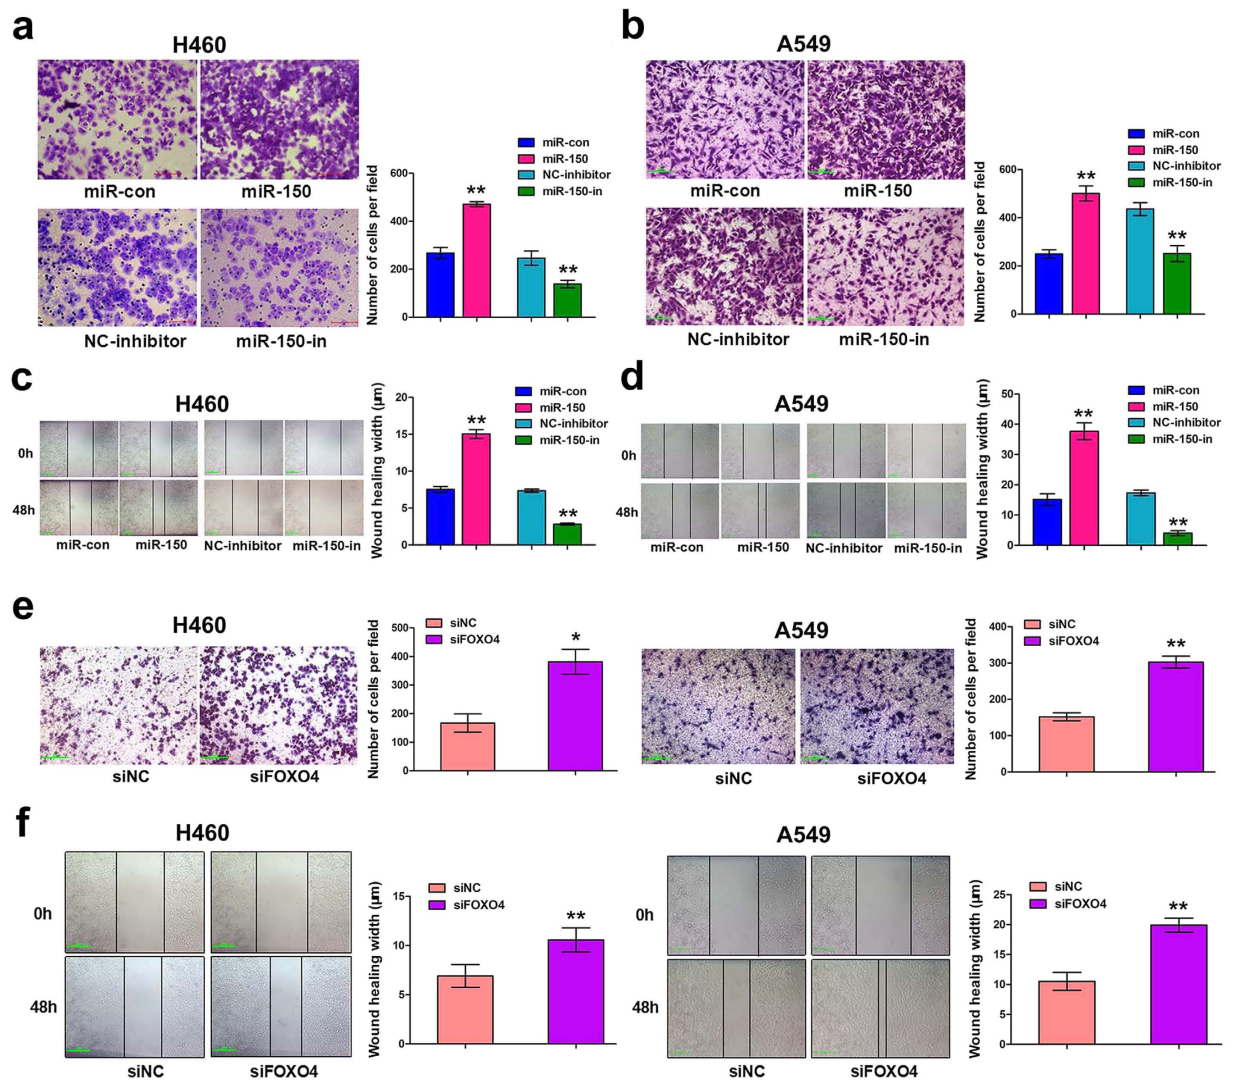 a
H460
miR-con
miR-150
NC-inhibitor
miR-150-in
Number of cells per field
600
400
200
0
**
**
miR-con
miR-150
NC-inhibitor
miR-150-in
b
A549
miR-con
miR-150
NC-inhibitor
miR-150-in
Number of cells per field
600
400
200
0
**
**
miR-con
miR-150
NC-inhibitor
miR-150-in
c
H460
0h
48h
miR-con
miR-150
NC-inhibitor
miR-150-in
Wound healing width (μm)
20
15
10
5
0
**
**
miR-con
miR-150
NC-inhibitor
miR-150-in
d
A549
0h
48h
miR-con
miR-150
NC-inhibitor
miR-150-in
Wound healing width (μm)
50
40
30
20
10
0
**
**
miR-con
miR-150
NC-inhibitor
miR-150-in
e
H460
siNC
siFOXO4
Number of cells per field
500
400
300
200
100
0
*
siNC
siFOXO4
A549
siNC
siFOXO4
Number of cells per field
400
300
200
100
0
**
siNC
siFOXO4
f
H460
0h
48h
siNC
siFOXO4
Wound healing width (μm)
15
10
5
0
**
siNC
siFOXO4
A549
0h
48h
siNC
siFOXO4
Wound healing width (μm)
25
20
15
10
5
0
**
siNC
siFOXO4